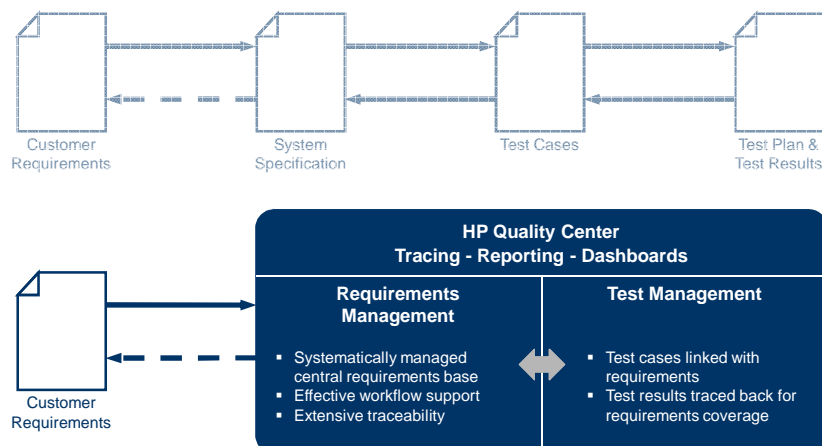 Customer
Requirements
System
Specification
Test Cases
Test Plan &
Test Results
HP Quality Center
Tracing - Reporting - Dashboards
Requirements
Management
▪ Systematically managed
central requirements base
▪ Effective workflow support
▪ Extensive traceability
Test Management
▪ Test cases linked with
requirements
▪ Test results traced back for
requirements coverage
Customer
Requirements